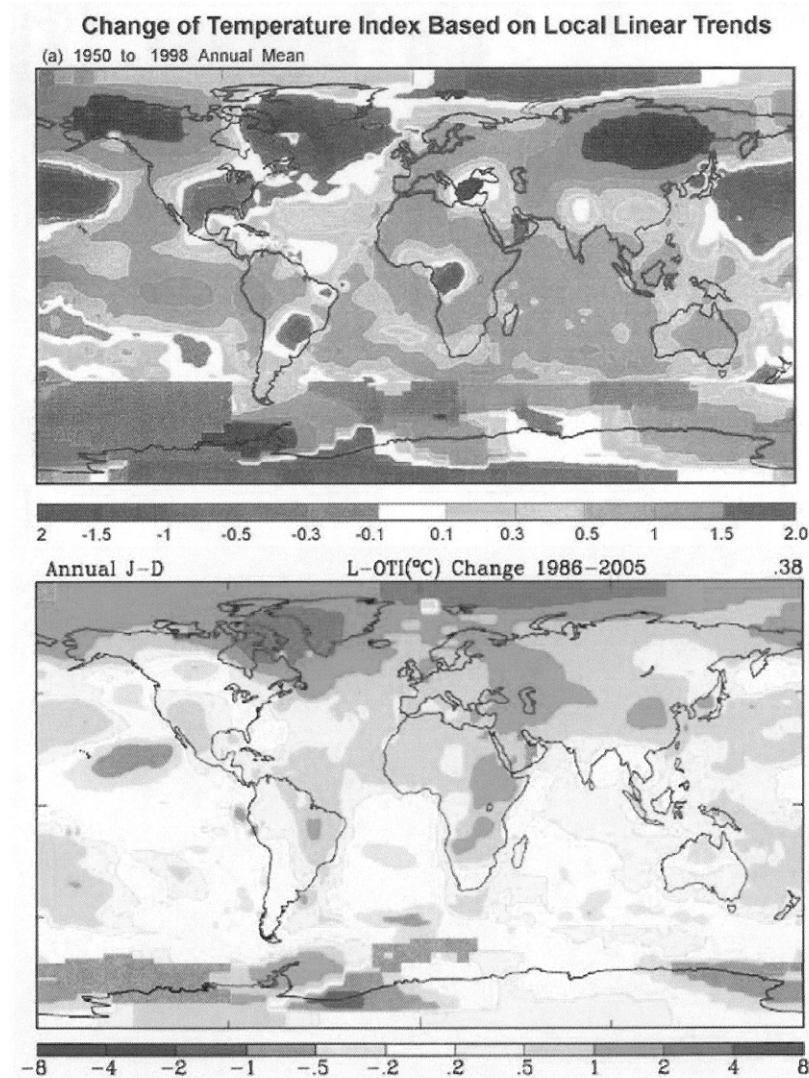 Change of Temperature Index Based on Local Linear Trends
(a) 1950 to 1998 Annual Mean
2 -1.5 -1 -0.5 -0.3 -0.1 0.1 0.3 0.5 1 1.5 2.0
Annual J-D L-OTI(°C) Change 1986-2005 .38
-8 -4 -2 -1 -.5 -.2 .2 .5 1 2 4 8